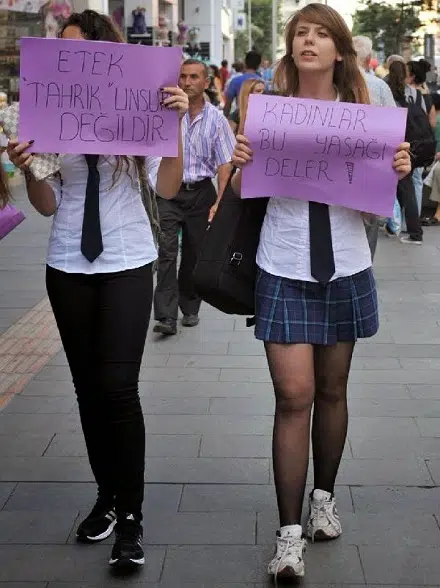 ETEK
"TAHRİK" UNSURU
DEĞİLDİR
KADINLAR
BU YASAĞI
DELER!